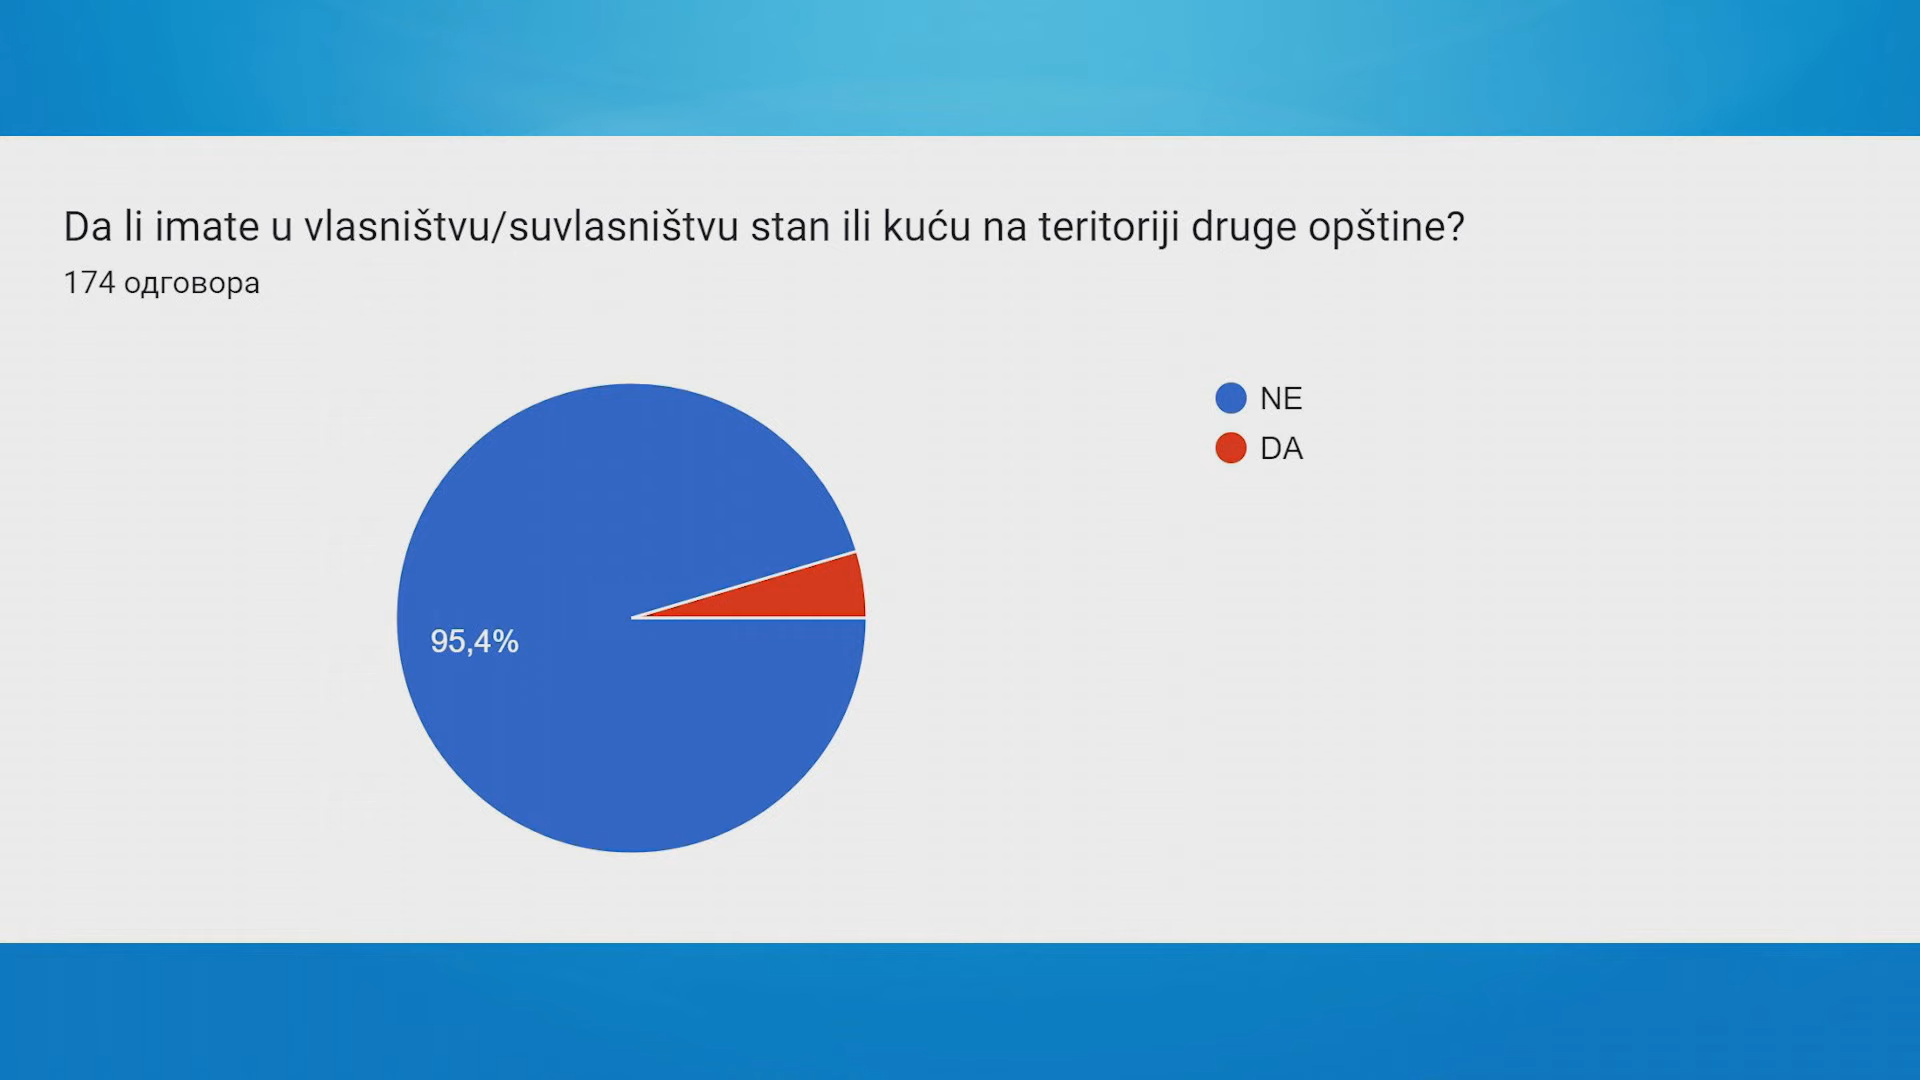 Da li imate u vlasništvu/suvlasništvu stan ili kuću na teritoriji druge opštine?
174 одговора
NE
DA
95,4%